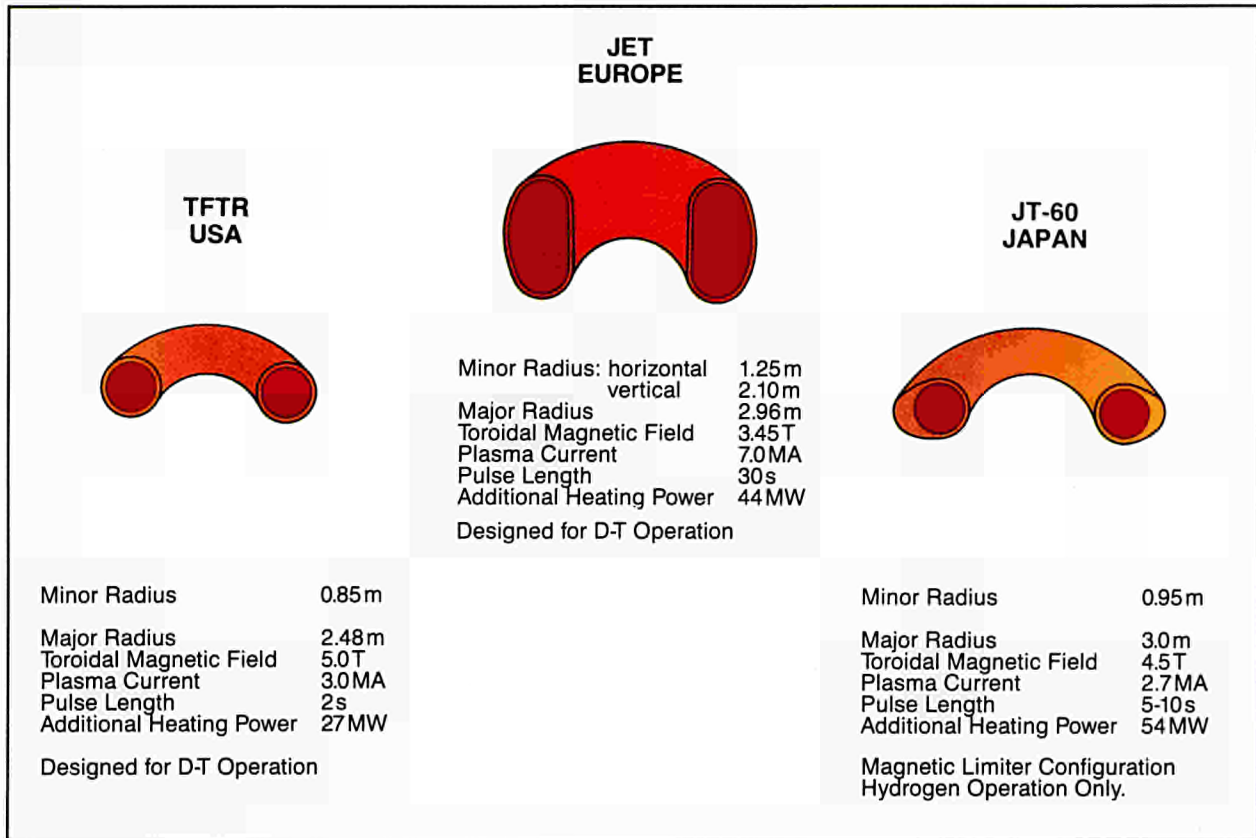 JET
EUROPE
TFTR
USA
JT-60
JAPAN
Minor Radius: horizontal 1.25m
vertical 2.10m
Major Radius 2.96m
Toroidal Magnetic Field 3.45T
Plasma Current 7.0MA
Pulse Length 30s
Additional Heating Power 44MW
Designed for D-T Operation
Minor Radius 0.85m
Major Radius 2.48m
Toroidal Magnetic Field 5.0T
Plasma Current 3.0MA
Pulse Length 2s
Additional Heating Power 27MW
Designed for D-T Operation
Minor Radius 0.95m
Major Radius 3.0m
Toroidal Magnetic Field 4.5T
Plasma Current 2.7MA
Pulse Length 5-10s
Additional Heating Power 54MW
Magnetic Limiter Configuration
Hydrogen Operation Only.